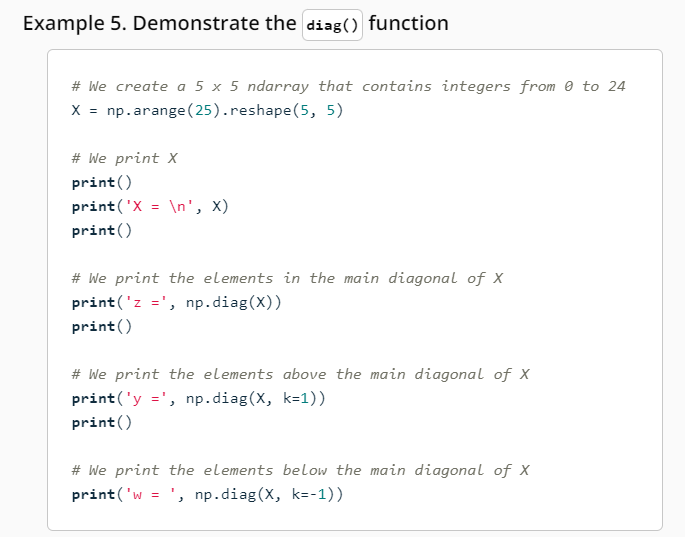 Example 5. Demonstrate the diag() function
# We create a 5 x 5 ndarray that contains integers from 0 to 24
X = np.arange(25).reshape(5, 5)
# We print X
print()
print('X = \n', X)
print()
# We print the elements in the main diagonal of X
print('z =', np.diag(X))
print()
# We print the elements above the main diagonal of X
print('y =', np.diag(X, k=1))
print()
# We print the elements below the main diagonal of X
print('w = ', np.diag(X, k=-1))